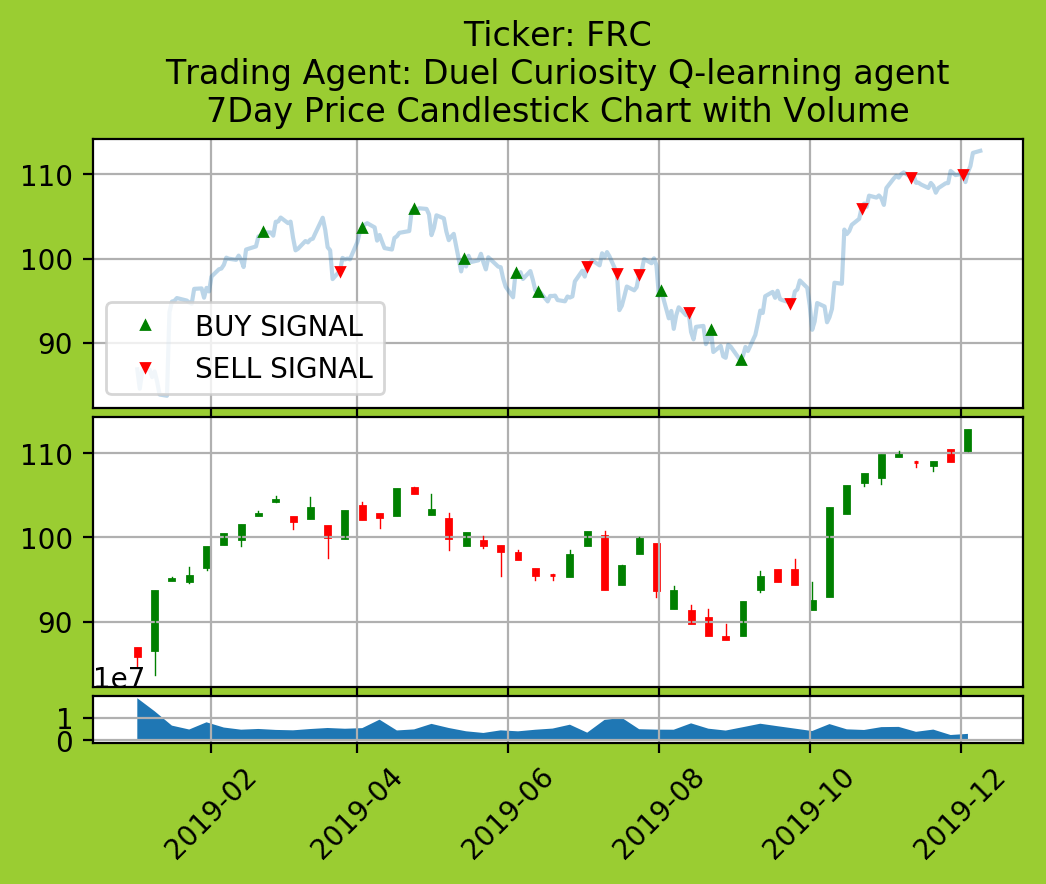 Ticker: FRC
Trading Agent: Duel Curiosity Q-learning agent
7Day Price Candlestick Chart with Volume
110
100
90
BUY SIGNAL
SELL SIGNAL
110
100
90
1e7
1
0
2019-02
2019-04
2019-06
2019-08
2019-10
2019-12